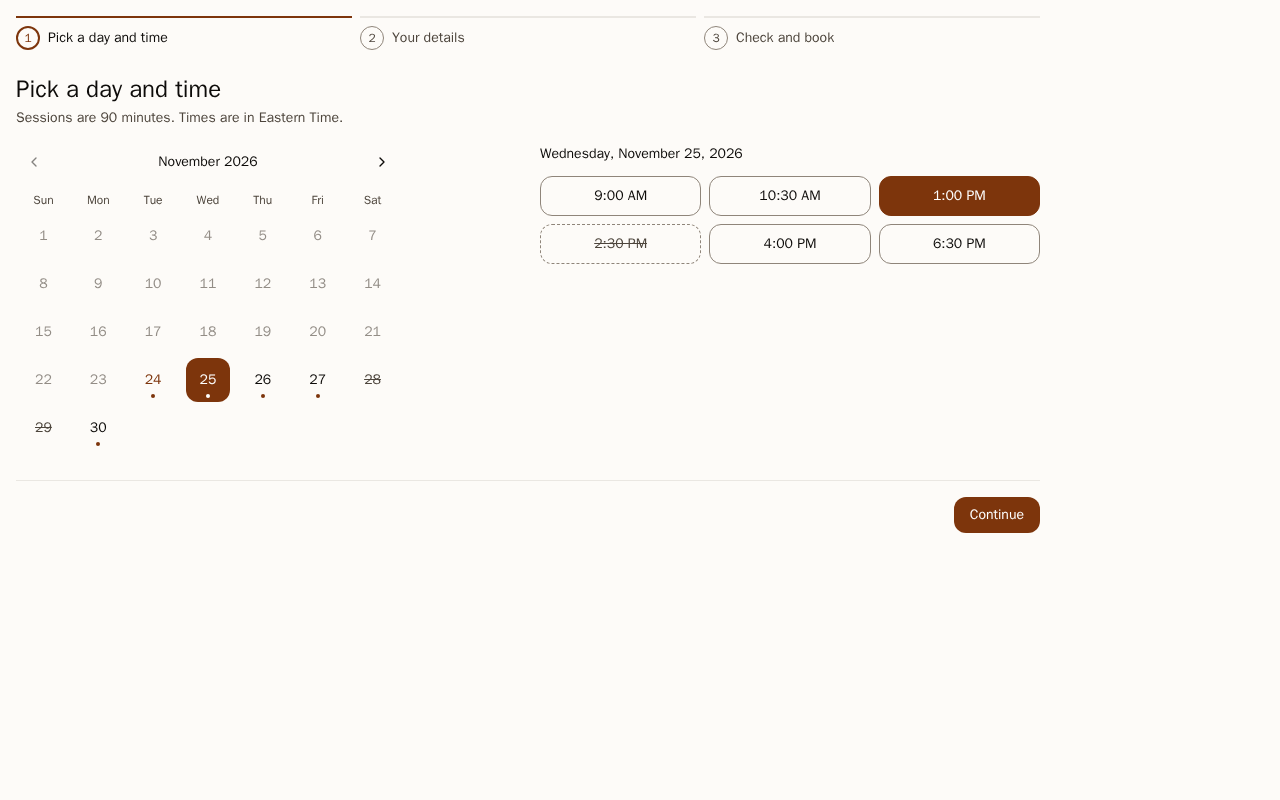 1 Pick a day and time
2 Your details
3 Check and book
Pick a day and time
Sessions are 90 minutes. Times are in Eastern Time.
November 2026
Sun Mon Tue Wed Thu Fri Sat
1 2 3 4 5 6 7
8 9 10 11 12 13 14
15 16 17 18 19 20 21
22 23 24 25 26 27 28
29 30
Wednesday, November 25, 2026
9:00 AM 10:30 AM 1:00 PM
2:30 PM 4:00 PM 6:30 PM
Continue